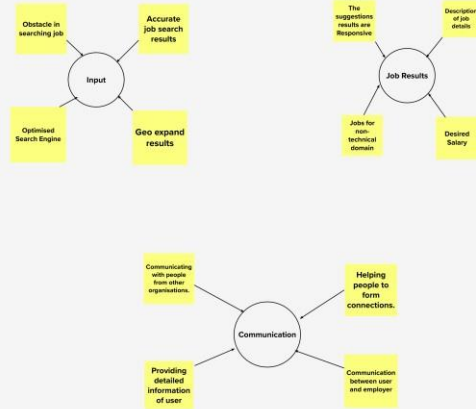 Obstacle in
searching job
Accurate
job search
results
Input
Optimised
Search Engine
Geo expand
results
The
suggestions
results are
Responsive
Description
of job
details
Job Results
Jobs for
non-
technical
domain
Desired
Salary
Communicating
with people
from other
organisations.
Helping
people to
form
connections.
Communication
Providing
detailed
information
of user
Communication
between user
and employer